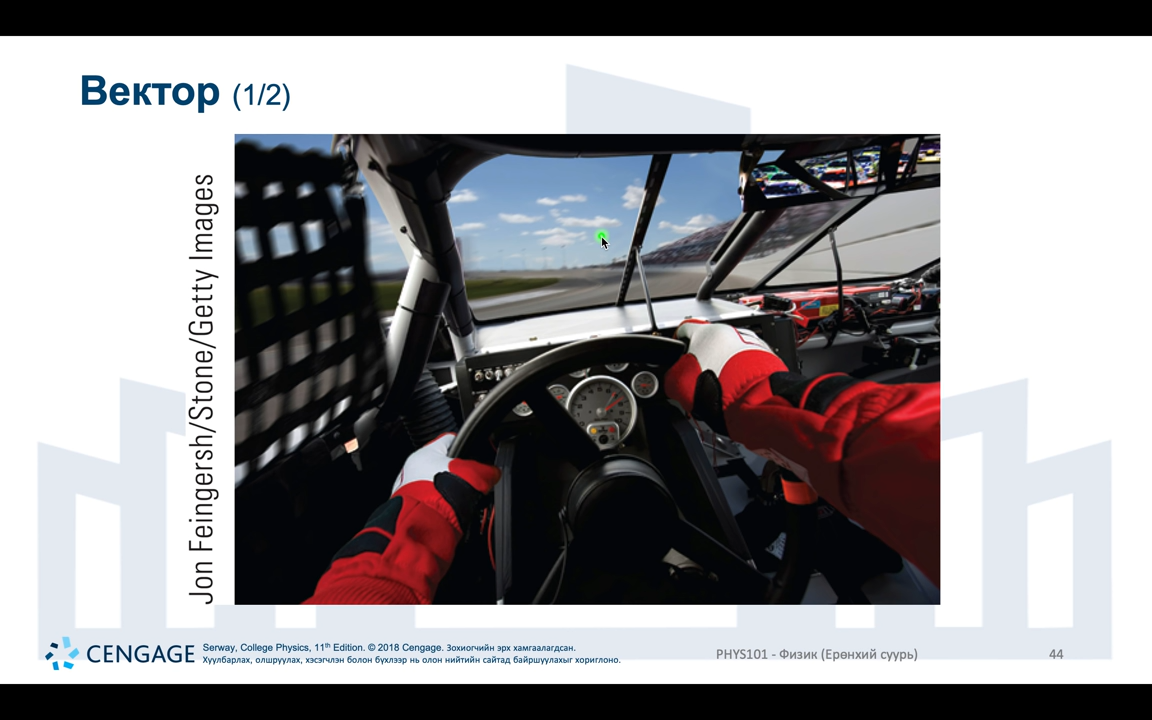 Вектор (1/2)
Jon Feingersh/Stone/Getty Images
CENGAGE
Serway, College Physics, 11th Edition. © 2018 Cengage. Зохиогчийн эрх хамгаалагдсан.
Хуулбарлах, олшруулах, хэсэгчлэн болон бүхлээр нь олон нийтийн сайтад байршуулахыг хориглоно.
PHYS101 - Физик (Ерөнхий суурь)
44